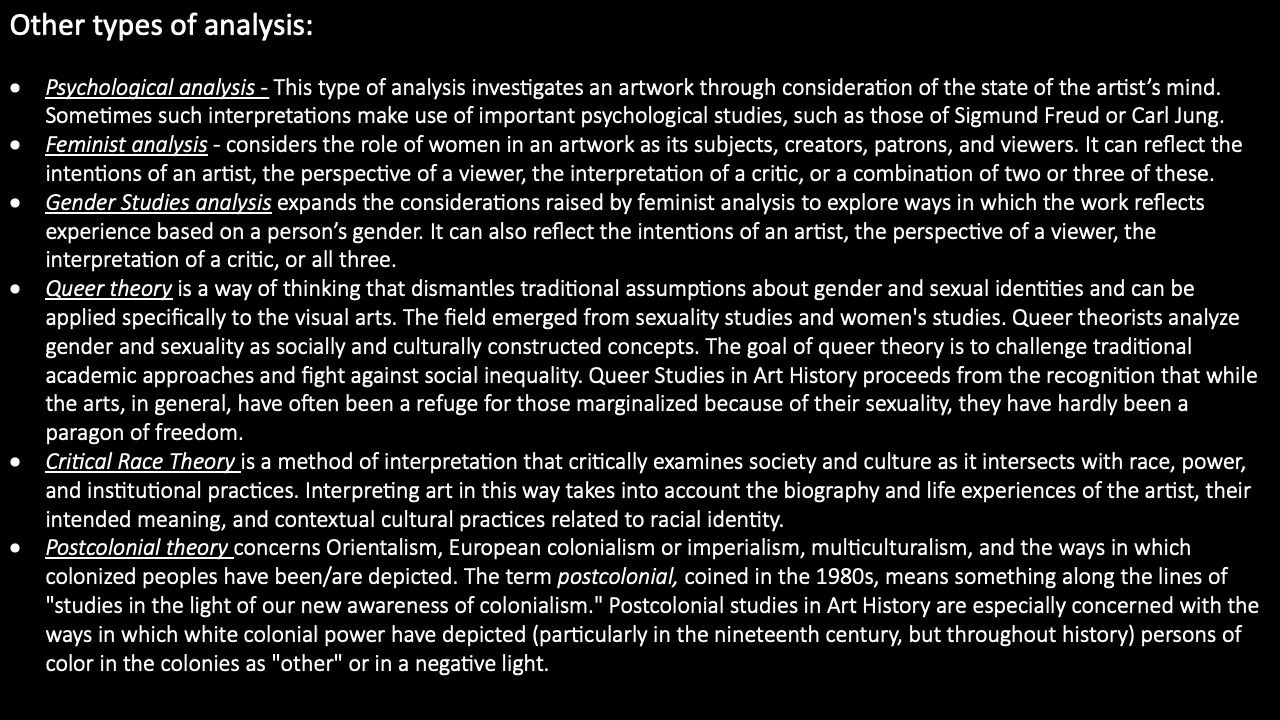 Other types of analysis:
• Psychological analysis - This type of analysis investigates an artwork through consideration of the state of the artist’s mind.
Sometimes such interpretations make use of important psychological studies, such as those of Sigmund Freud or Carl Jung.
• Feminist analysis - considers the role of women in an artwork as its subjects, creators, patrons, and viewers. It can reflect the
intentions of an artist, the perspective of a viewer, the interpretation of a critic, or a combination of two or three of these.
• Gender Studies analysis expands the considerations raised by feminist analysis to explore ways in which the work reflects
experience based on a person’s gender. It can also reflect the intentions of an artist, the perspective of a viewer, the
interpretation of a critic, or all three.
• Queer theory is a way of thinking that dismantles traditional assumptions about gender and sexual identities and can be
applied specifically to the visual arts. The field emerged from sexuality studies and women's studies. Queer theorists analyze
gender and sexuality as socially and culturally constructed concepts. The goal of queer theory is to challenge traditional
academic approaches and fight against social inequality. Queer Studies in Art History proceeds from the recognition that while
the arts, in general, have often been a refuge for those marginalized because of their sexuality, they have hardly been a
paragon of freedom.
• Critical Race Theory is a method of interpretation that critically examines society and culture as it intersects with race, power,
and institutional practices. Interpreting art in this way takes into account the biography and life experiences of the artist, their
intended meaning, and contextual cultural practices related to racial identity.
• Postcolonial theory concerns Orientalism, European colonialism or imperialism, multiculturalism, and the ways in which
colonized peoples have been/are depicted. The term postcolonial, coined in the 1980s, means something along the lines of
"studies in the light of our new awareness of colonialism." Postcolonial studies in Art History are especially concerned with the
ways in which white colonial power have depicted (particularly in the nineteenth century, but throughout history) persons of
color in the colonies as "other" or in a negative light.